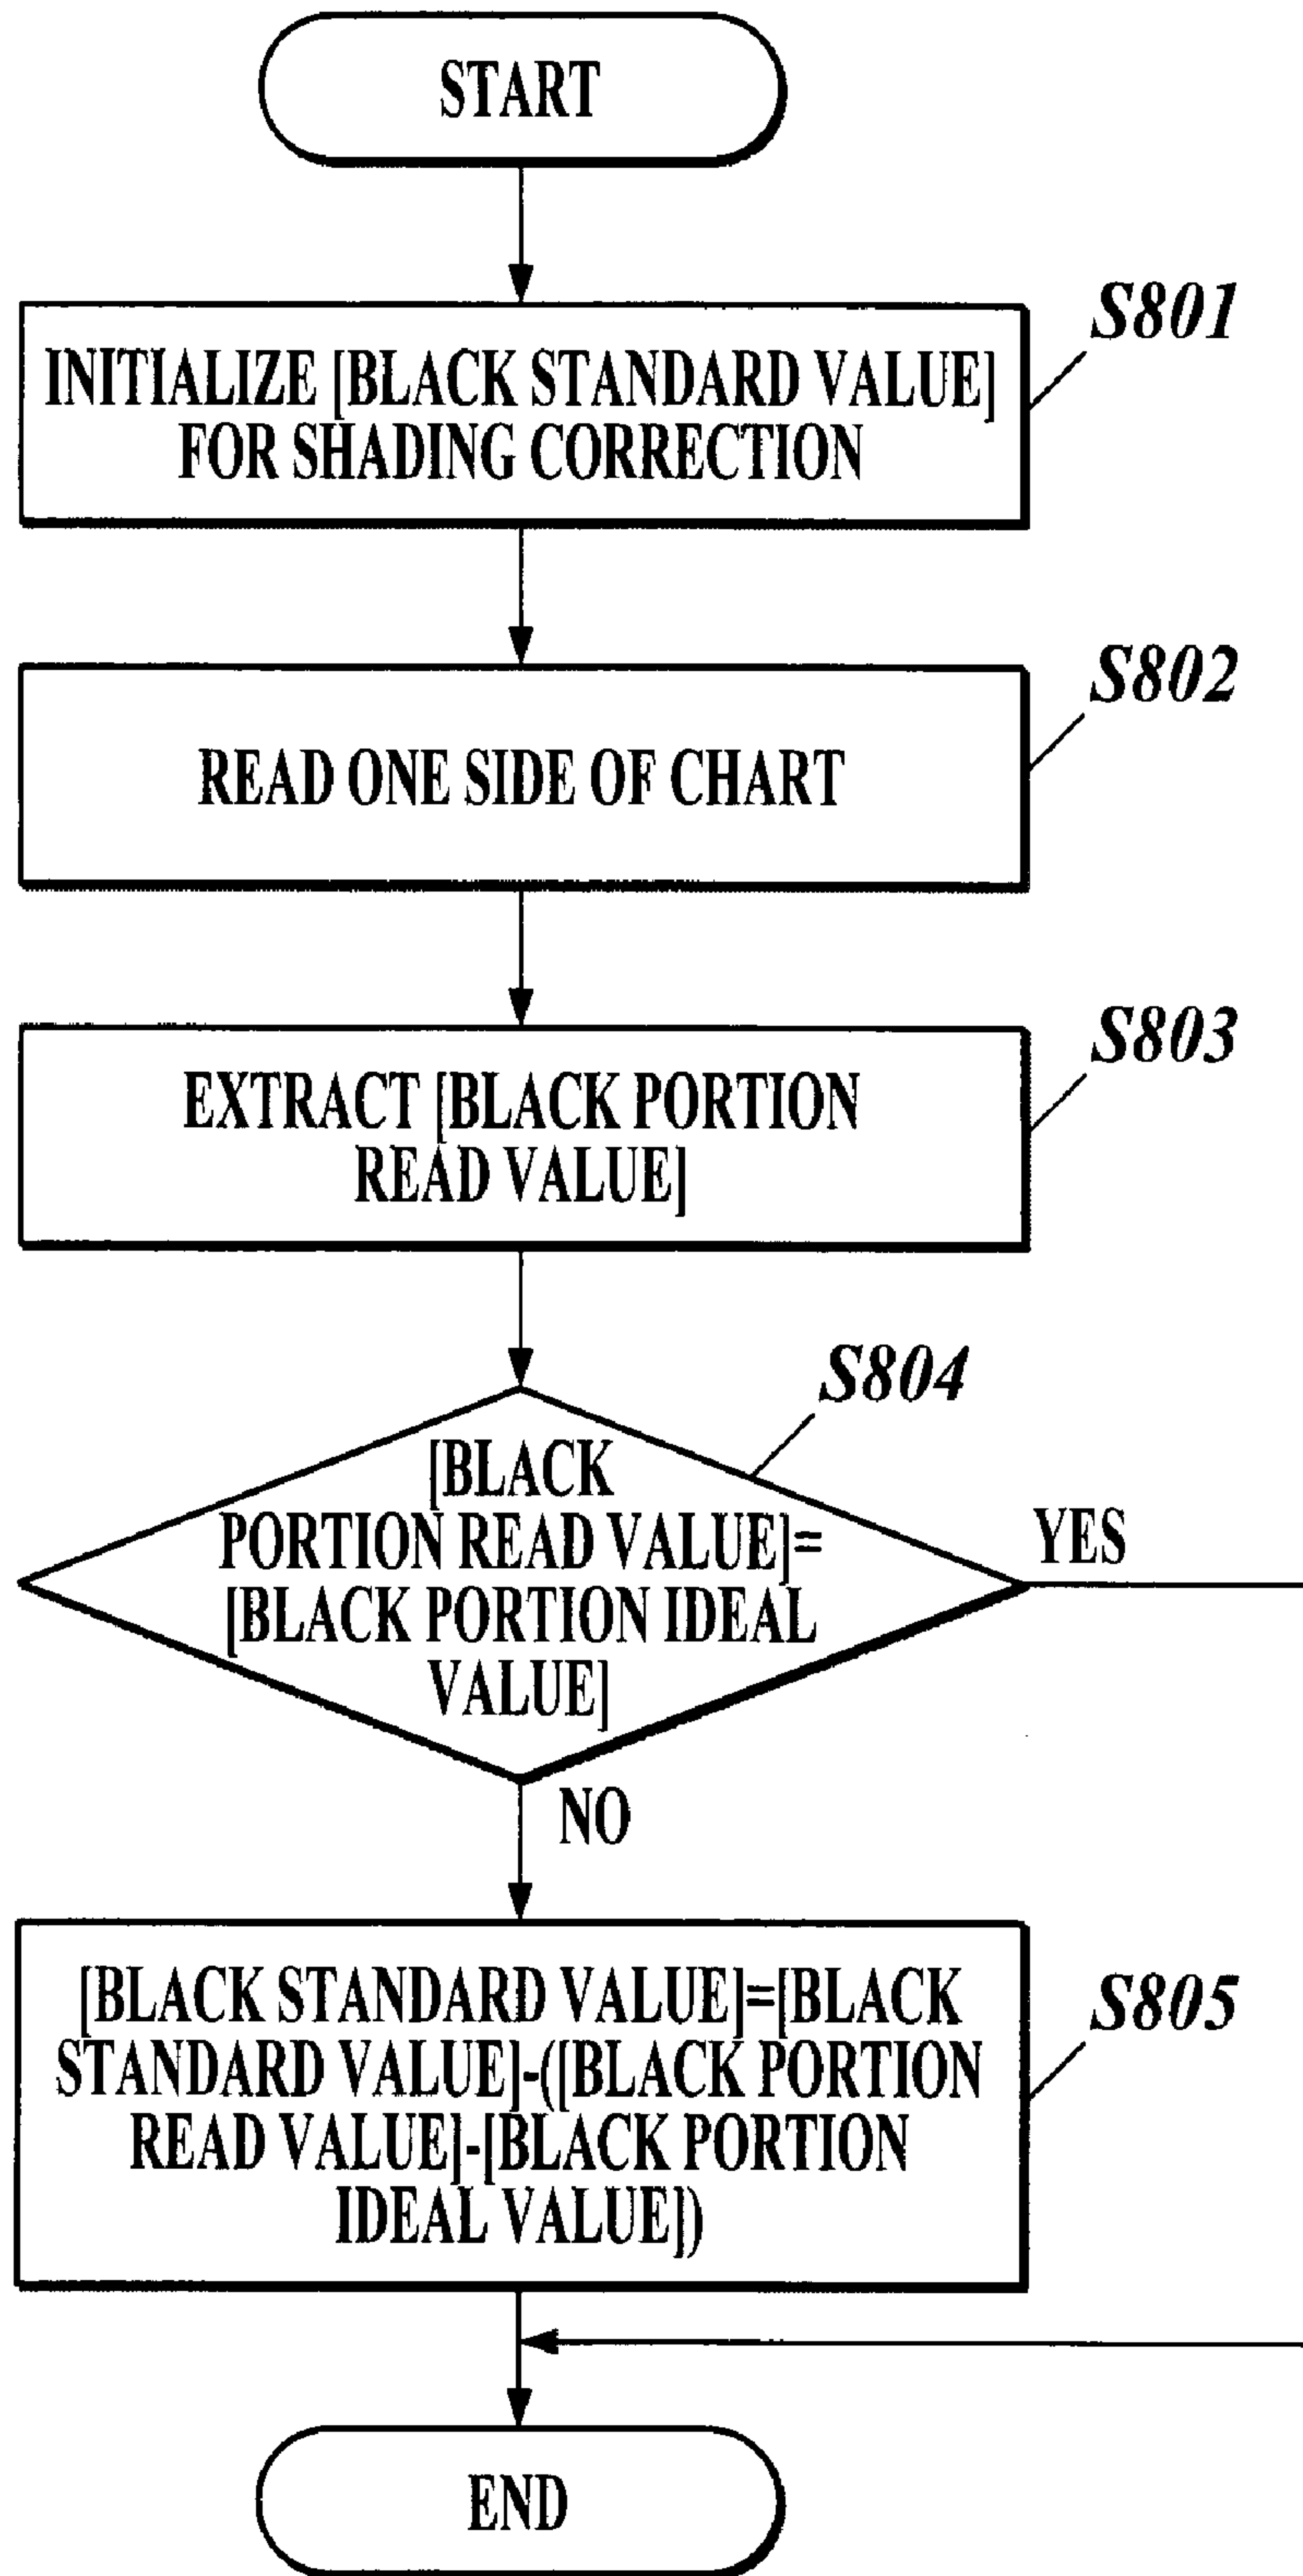 START
S801
INITIALIZE [BLACK STANDARD VALUE]
FOR SHADING CORRECTION
S802
READ ONE SIDE OF CHART
S803
EXTRACT [BLACK PORTION
READ VALUE]
S804
[BLACK
PORTION READ VALUE]=
[BLACK PORTION IDEAL
VALUE]
YES
NO
S805
[BLACK STANDARD VALUE]=[BLACK
STANDARD VALUE]-([BLACK PORTION
READ VALUE]-[BLACK PORTION
IDEAL VALUE])
END